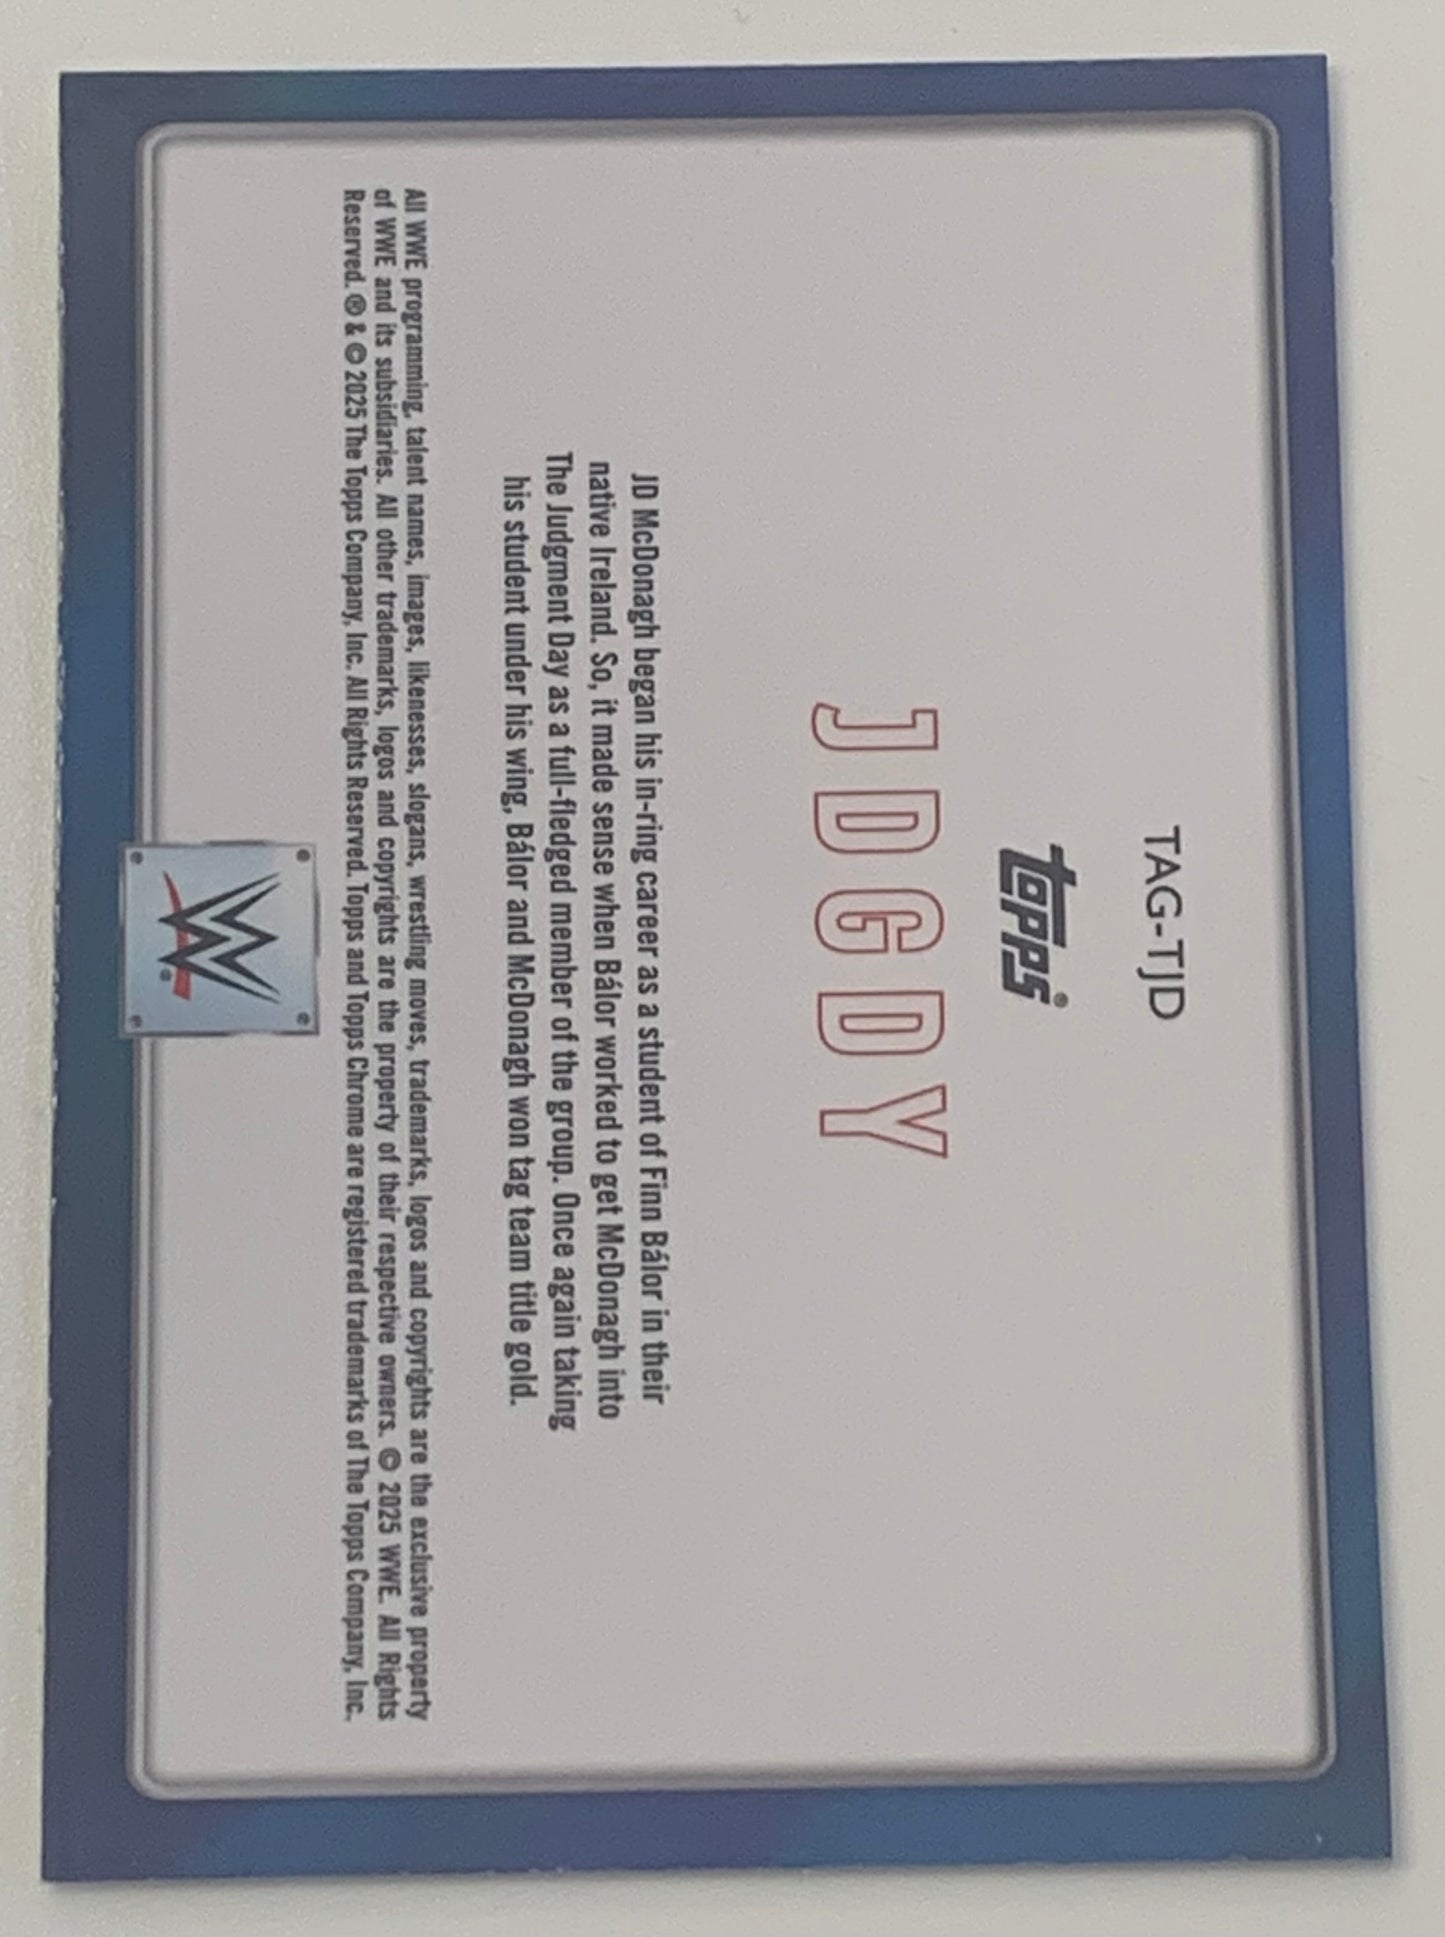 TAG-TJD
topps®
JDGDY
JD McDonagh began his in-ring career as a student of Finn Bálor in their
native Ireland. So, it made sense when Bálor worked to get McDonagh into
The Judgment Day as a full-fledged member of the group. Once again taking
his student under his wing, Bálor and McDonagh won tag team title gold.
All WWE programming, talent names, images, likenesses, slogans, wrestling moves, trademarks, logos and copyrights are the exclusive property
of WWE and its subsidiaries. All other trademarks, logos and copyrights are the property of their respective owners. © 2025 WWE. All Rights
Reserved. ® & © 2025 The Topps Company, Inc. All Rights Reserved. Topps and Topps Chrome are registered trademarks of The Topps Company, Inc.
W